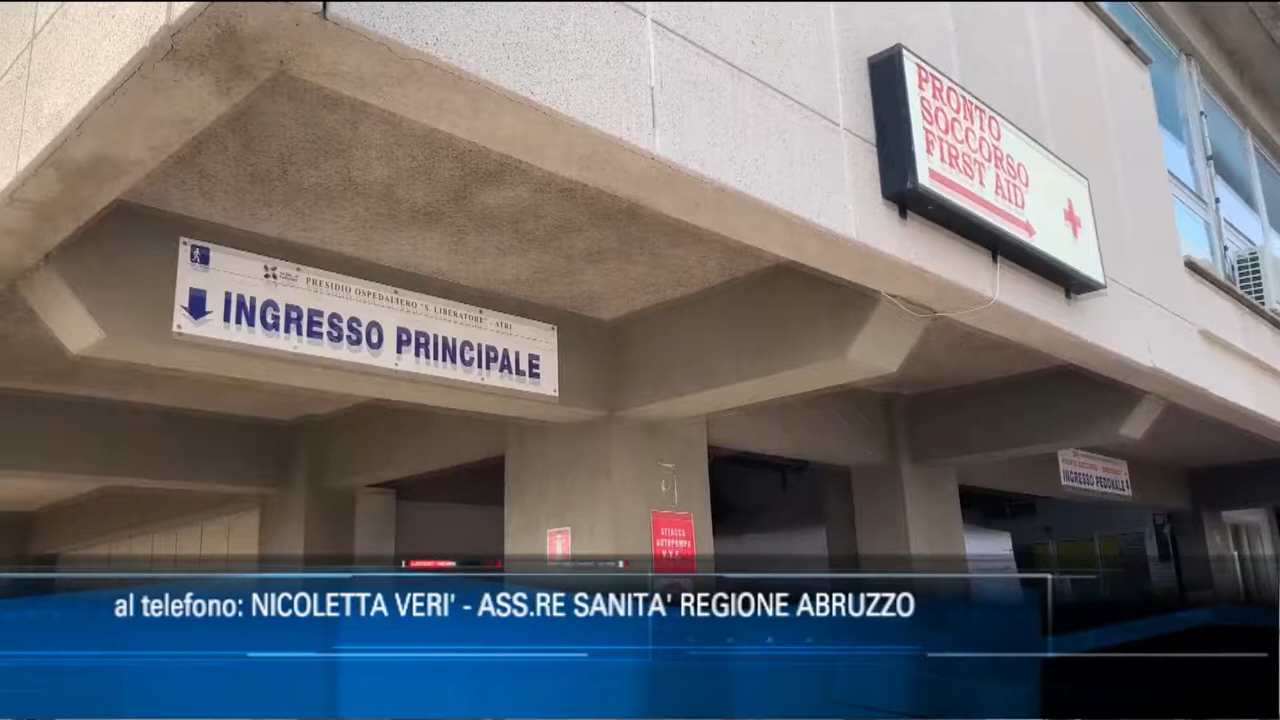 PRONTO
SOCCORSO
FIRST AID
PRESIDIO OSPEDALIERO "S. LIBERATORE" - ATRI
INGRESSO PRINCIPALE
INGRESSO PEDONALE
ATTACCO
AUTOPOMPA
V.V.F.
al telefono: NICOLETTA VERI' - ASS.RE SANITA' REGIONE ABRUZZO